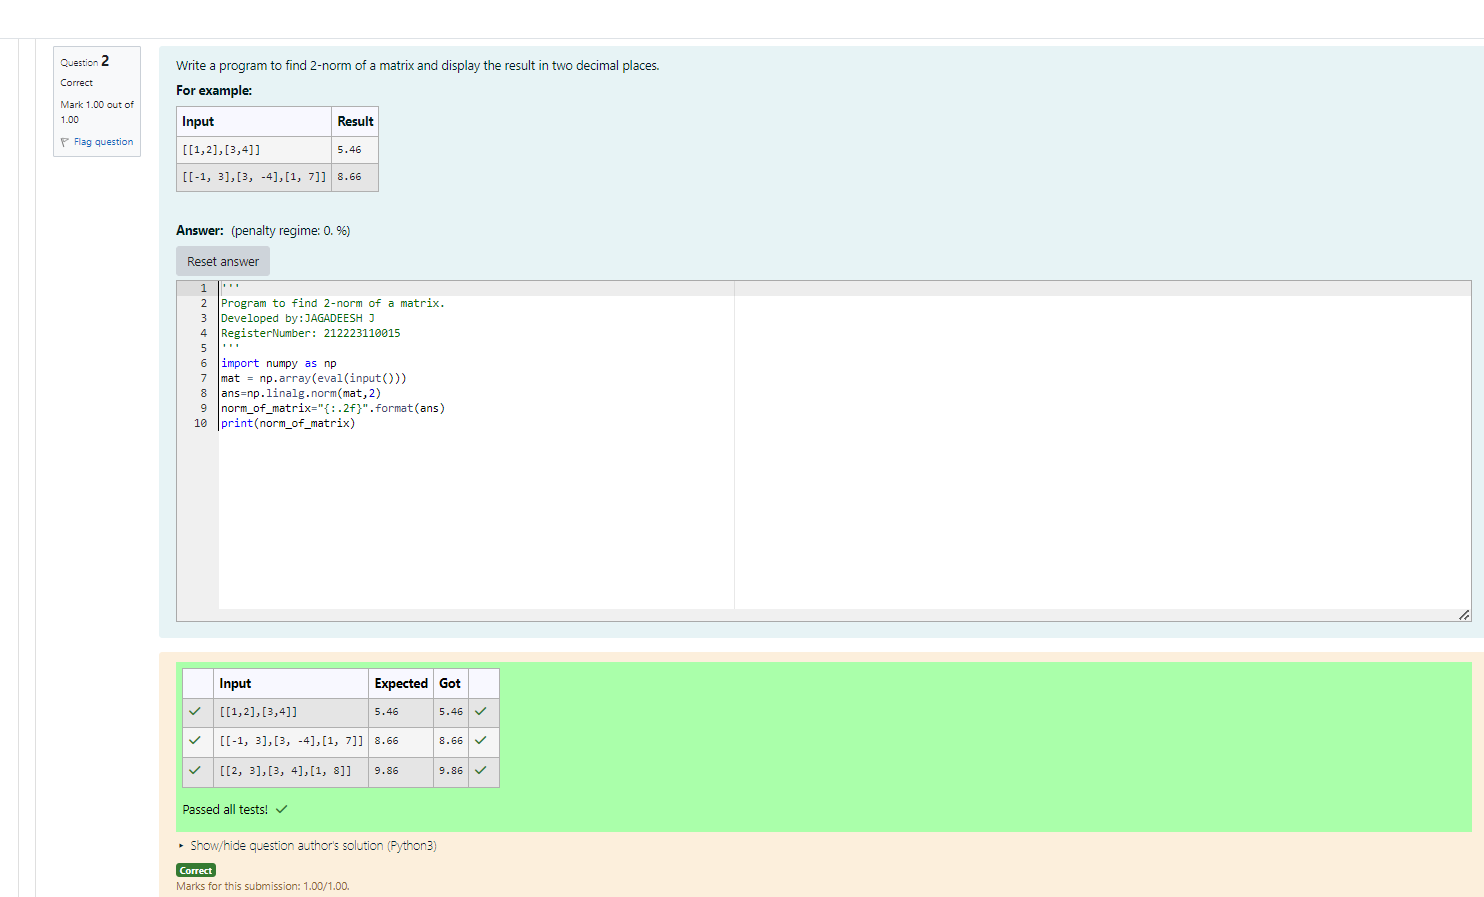 Question 2
Correct
Mark 1.00 out of
1.00
Flag question
Write a program to find 2-norm of a matrix and display the result in two decimal places.
For example:
Input Result
[[1,2],[3,4]] 5.46
[[-1, 3],[3, -4],[1, 7]] 8.66
Answer: (penalty regime: 0. %)
Reset answer
1 '''
2 Program to find 2-norm of a matrix.
3 Developed by:JAGADEESH J
4 RegisterNumber: 212223110015
5 '''
6 import numpy as np
7 mat = np.array(eval(input()))
8 ans=np.linalg.norm(mat,2)
9 norm_of_matrix="{:.2f}".format(ans)
10 print(norm_of_matrix)
Input Expected Got
[[1,2],[3,4]] 5.46 5.46
[[-1, 3],[3, -4],[1, 7]] 8.66 8.66
[[2, 3],[3, 4],[1, 8]] 9.86 9.86
Passed all tests!
Show/hide question author's solution (Python3)
Correct
Marks for this submission: 1.00/1.00.